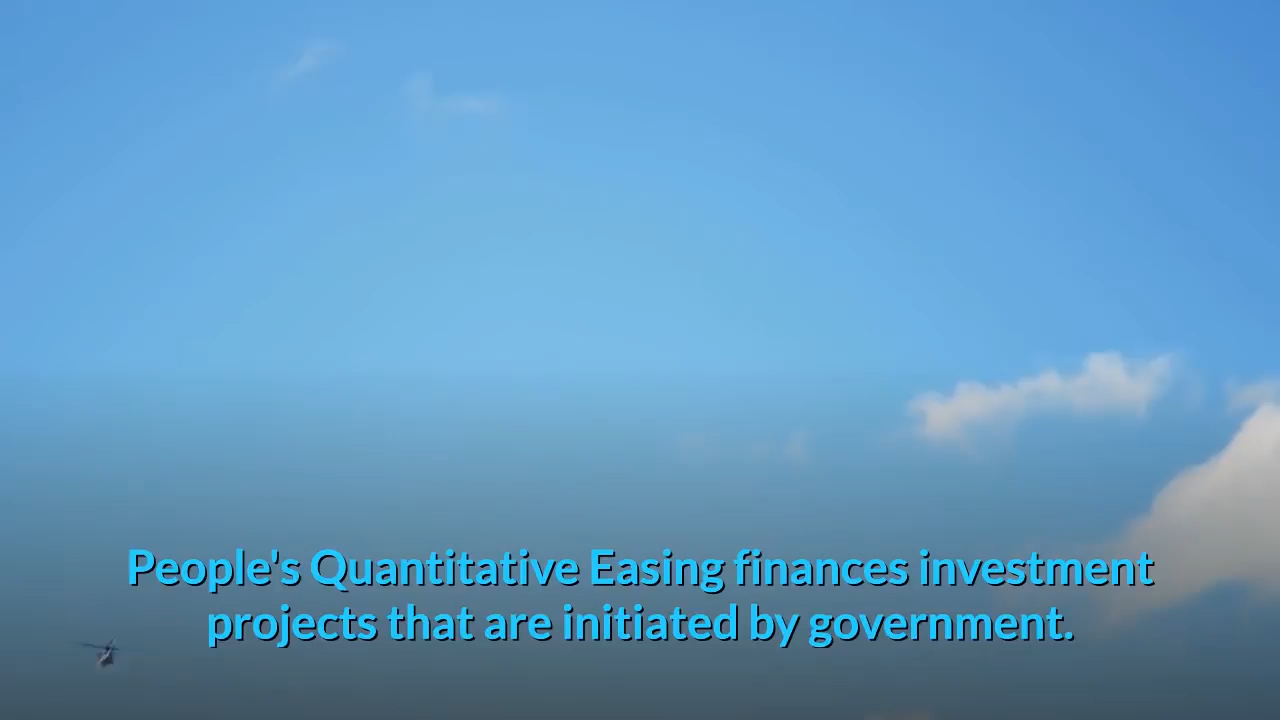 People's Quantitative Easing finances investment
projects that are initiated by government.